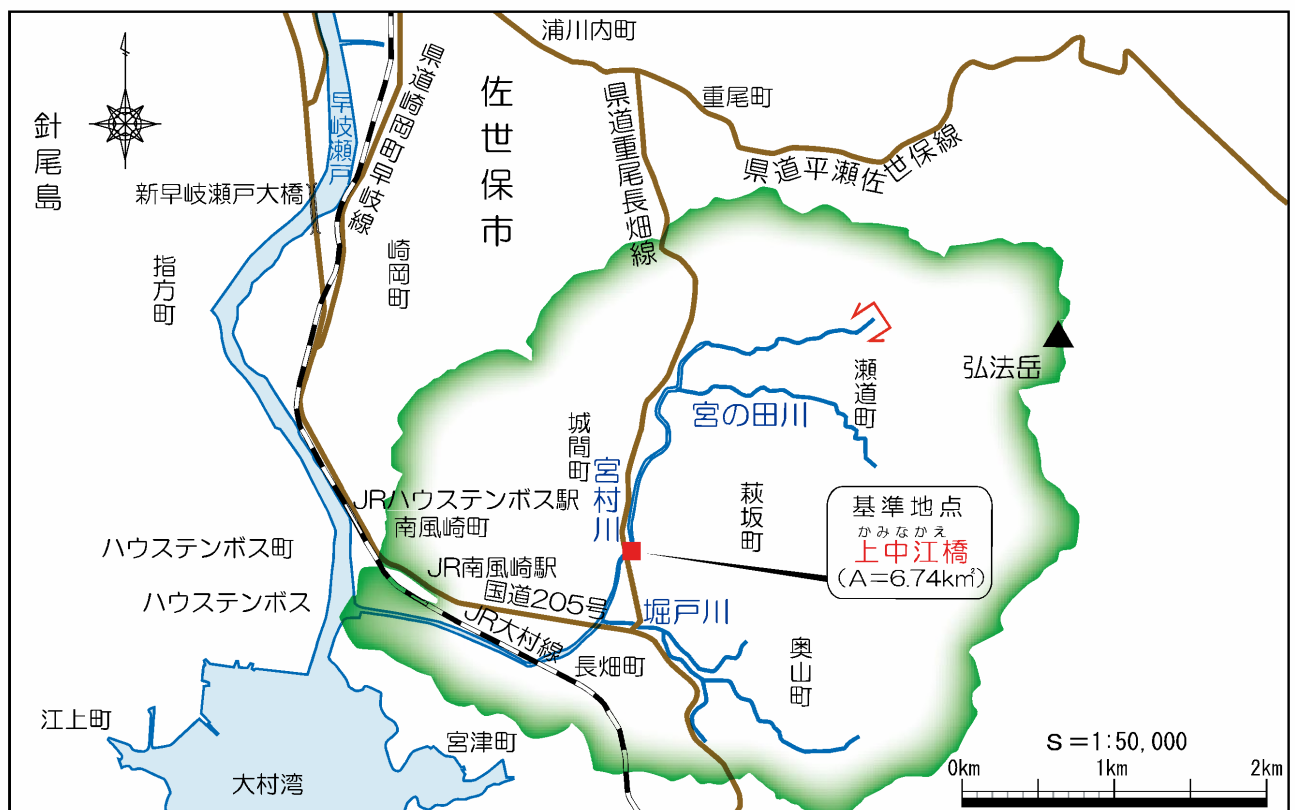 浦川内町
重尾町
県道平瀬佐世保線
県道重尾長畑線
県道崎岡町早岐線
佐世保市
早岐瀬戸
針尾島
新早岐瀬戸大橋
指方町
崎岡町
弘法岳
瀬道町
宮の田川
城間町
宮村川
萩坂町
基準地点
かみなかえ
上中江橋
(A=6.74km²)
JRハウステンボス駅
南風崎町
ハウステンボス町
JR南風崎駅
ハウステンボス
国道205号
堀戸川
JR大村線
長畑町
奥山町
江上町
宮津町
大村湾
S=1:50,000
0km 1km 2km